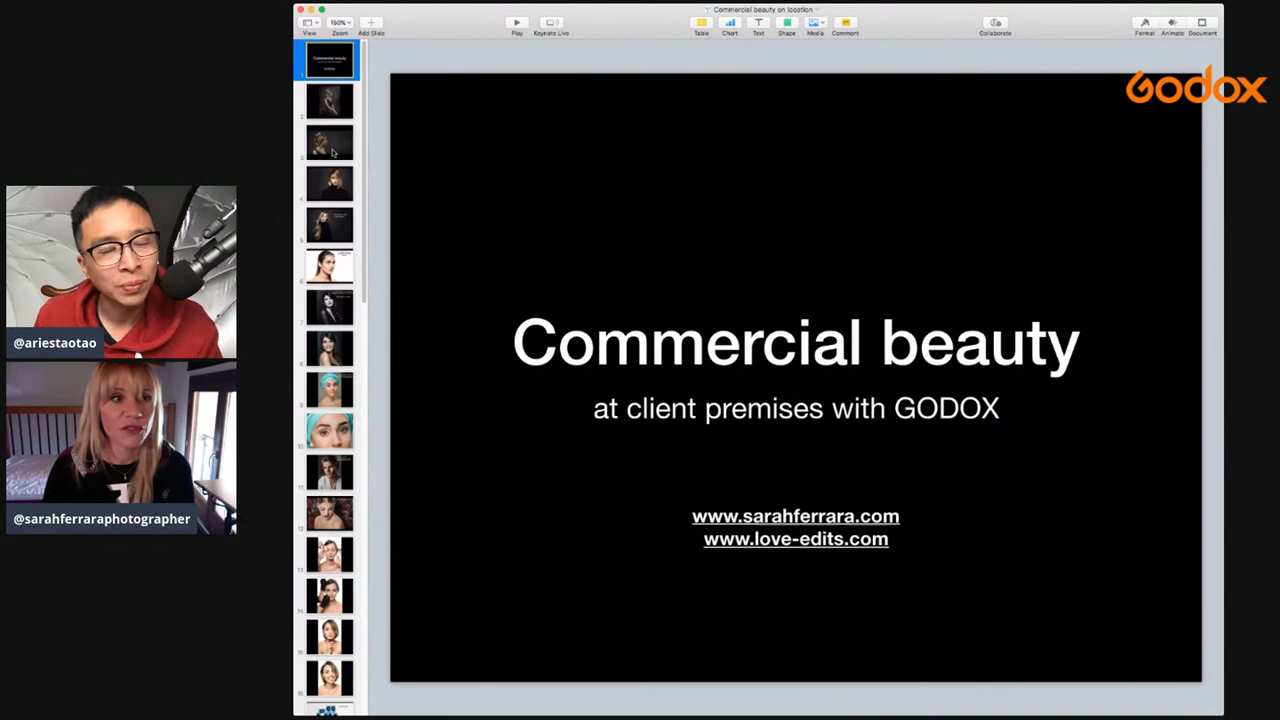 Commercial beauty on location
150%
View
Zoom
Add Slide
Play
Keynote Live
Table
Chart
Text
Shape
Media
Comment
Collaborate
Format
Animate
Document
GODOX
Commercial beauty
at client premises with GODOX
www.sarahferrara.com
www.love-edits.com
@ariestaotao
@sarahferraraphotographer